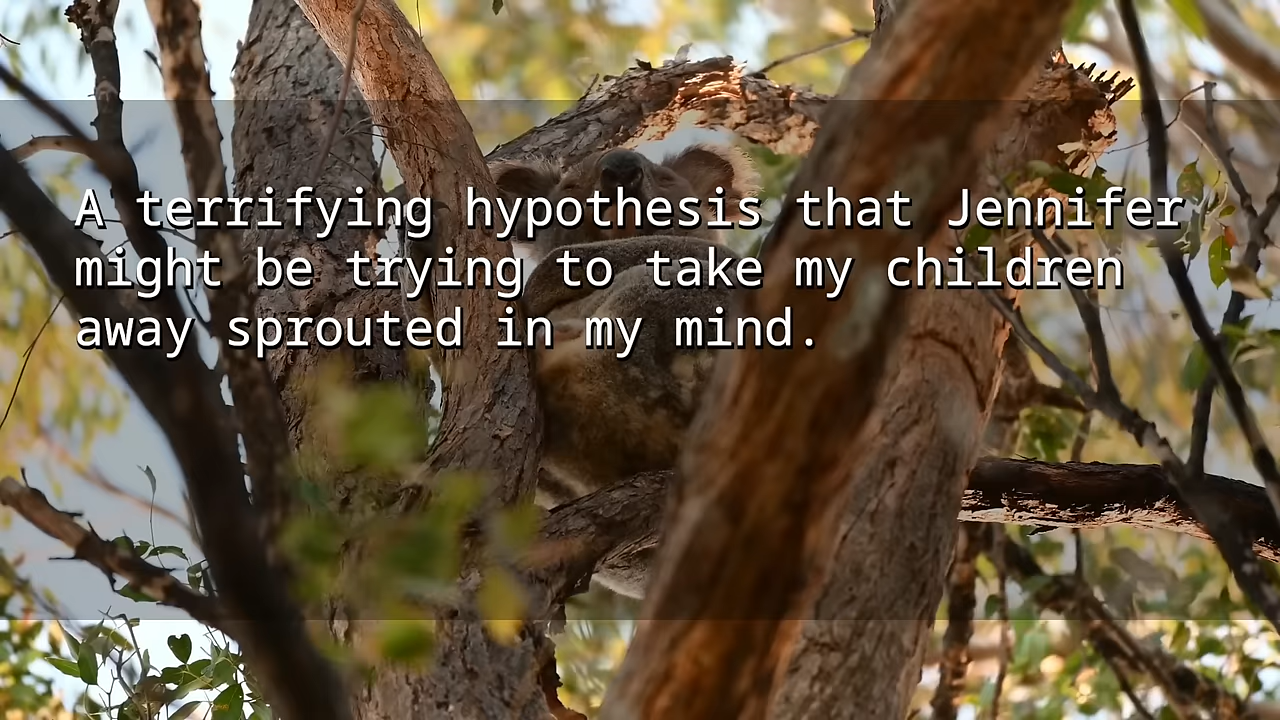 A terrifying hypothesis that Jennifer
might be trying to take my children
away sprouted in my mind.